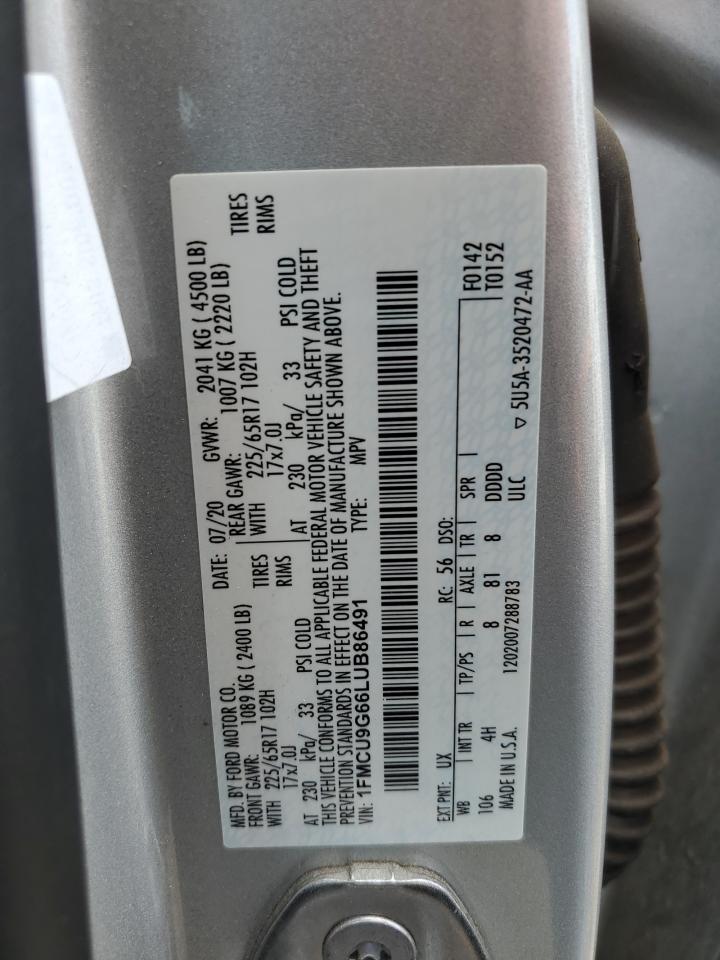 MFD. BY FORD MOTOR CO.
DATE: 07/20 GVWR: 2041 KG ( 4500 LB)
FRONT GAWR: 1089 KG ( 2400 LB) REAR GAWR: 1007 KG ( 2220 LB)
WITH 225/65R17 102H TIRES WITH 225/65R17 102H TIRES
17x7.0J RIMS 17x7.0J RIMS
AT 230 kPa/ 33 PSI COLD AT 230 kPa/ 33 PSI COLD
THIS VEHICLE CONFORMS TO ALL APPLICABLE FEDERAL MOTOR VEHICLE SAFETY AND THEFT
PREVENTION STANDARDS IN EFFECT ON THE DATE OF MANUFACTURE SHOWN ABOVE.
VIN: 1FMCU9G66LUB86491 TYPE: MPV
F0142
EXT PNT: UX RC: 56 DSO: T0152
WB INT TR TP/PS R AXLE TR SPR
106 4H 8 81 8 DDDD
MADE IN U.S.A. 1202007288783 ULC ▽ 5U5A-3520472-AA